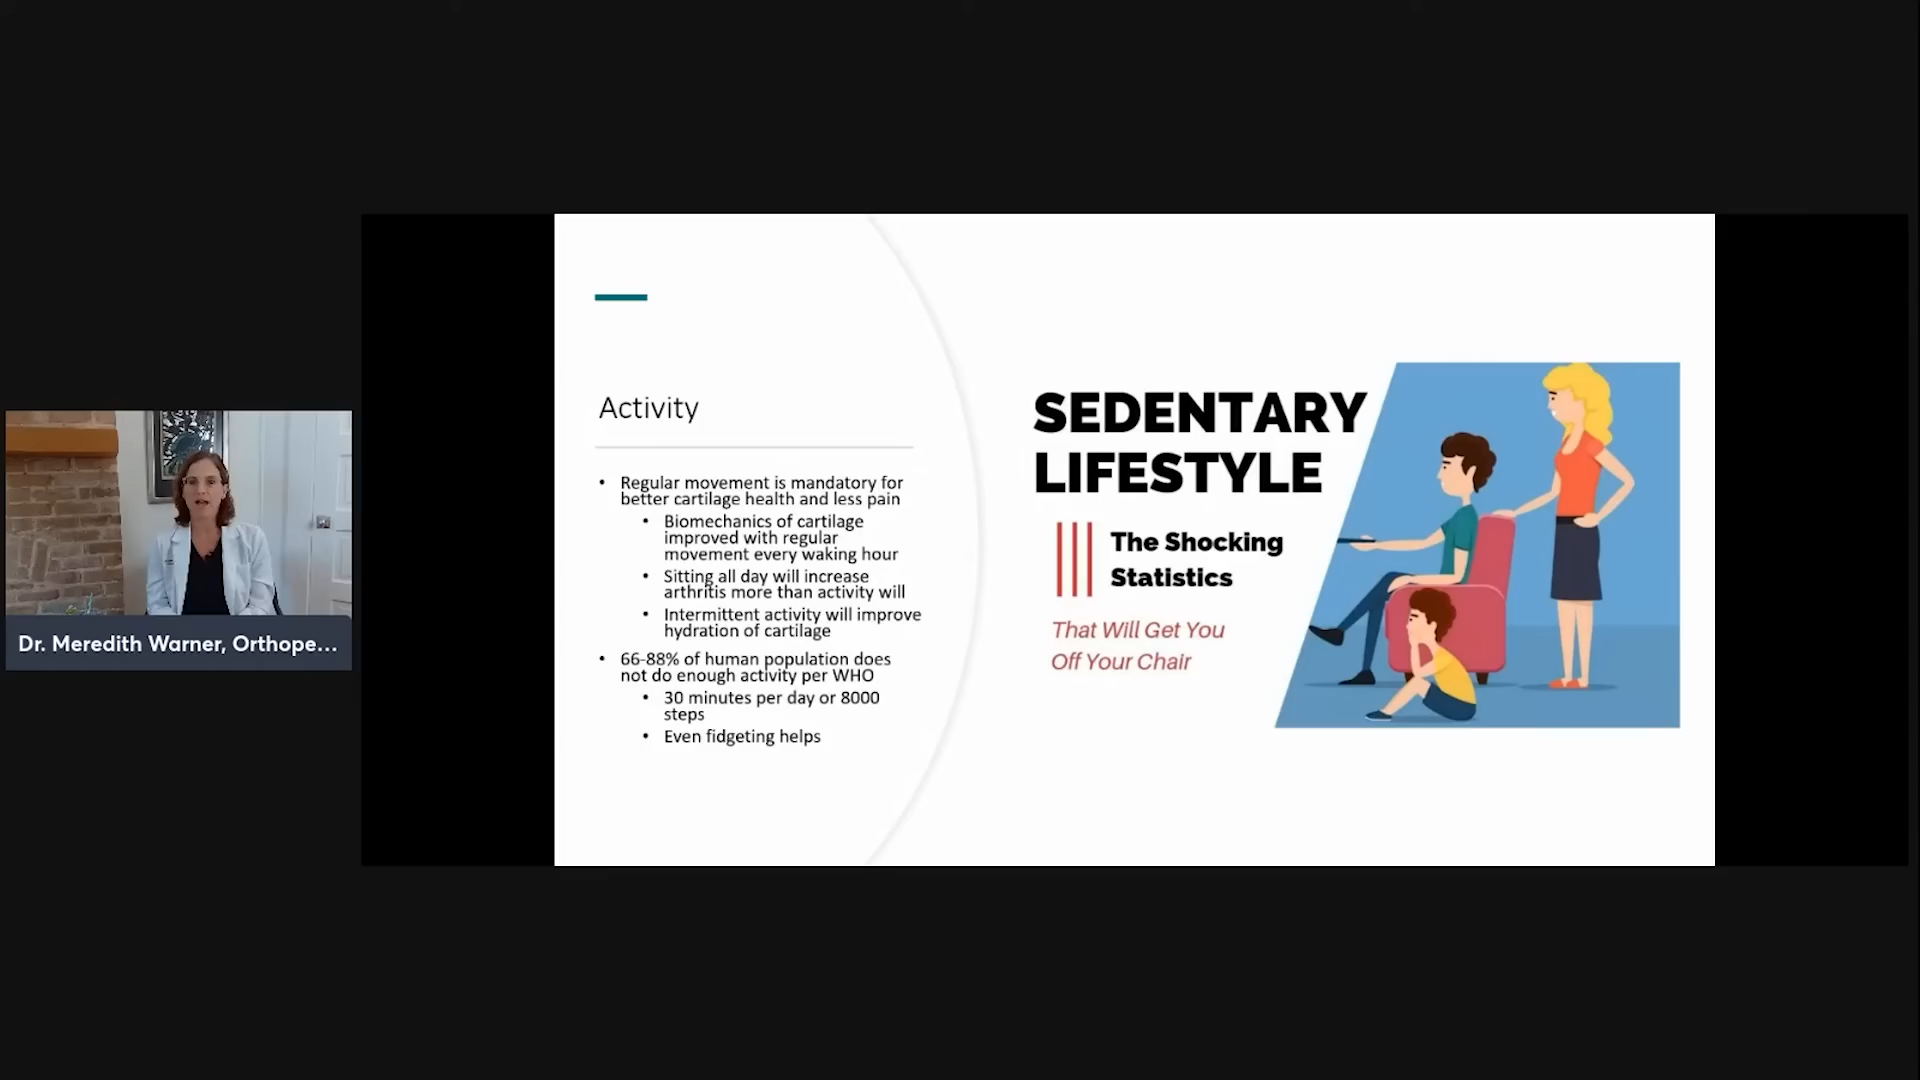 Dr. Meredith Warner, Orthope...
Activity
• Regular movement is mandatory for
better cartilage health and less pain
• Biomechanics of cartilage
improved with regular
movement every waking hour
• Sitting all day will increase
arthritis more than activity will
• Intermittent activity will improve
hydration of cartilage
• 66-88% of human population does
not do enough activity per WHO
• 30 minutes per day or 8000
steps
• Even fidgeting helps
SEDENTARY
LIFESTYLE
The Shocking
Statistics
That Will Get You
Off Your Chair